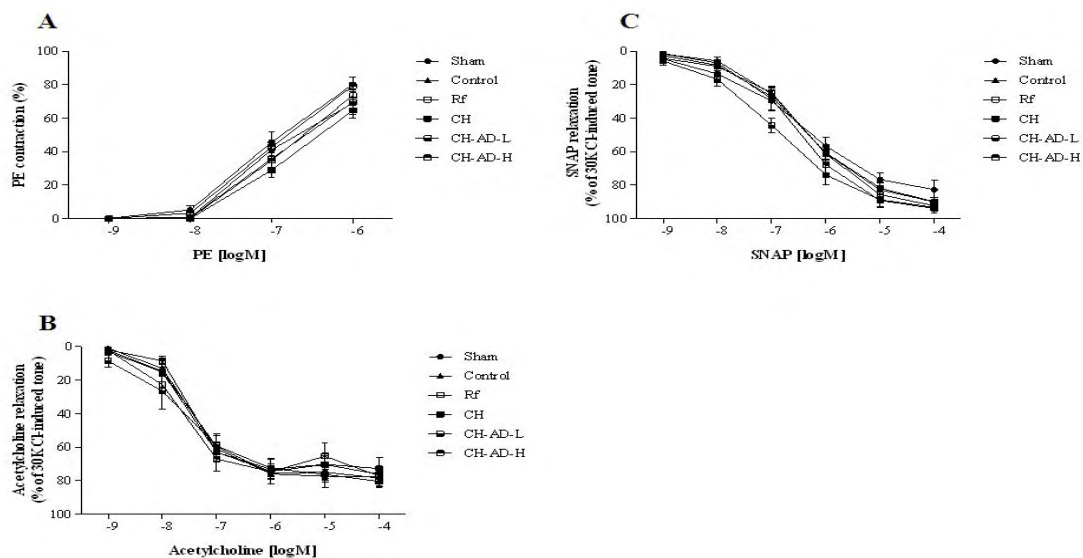 A
PE contraction (%)
100
80
60
40
20
0
-9
-8
-7
-6
PE [logM]
Sham
Control
Rf
CH
CH-AD-L
CH-AD-H
C
SNAP relaxation
(% of 30KCl-induced tone)
0
20
40
60
80
100
-9
-8
-7
-6
-5
-4
SNAP [logM]
Sham
Control
Rf
CH
CH-AD-L
CH-AD-H
B
Acetylcholine relaxation
(% of 30KCl-induced tone)
0
20
40
60
80
100
-9
-8
-7
-6
-5
-4
Acetylcholine [logM]
Sham
Control
Rf
CH
CH-AD-L
CH-AD-H